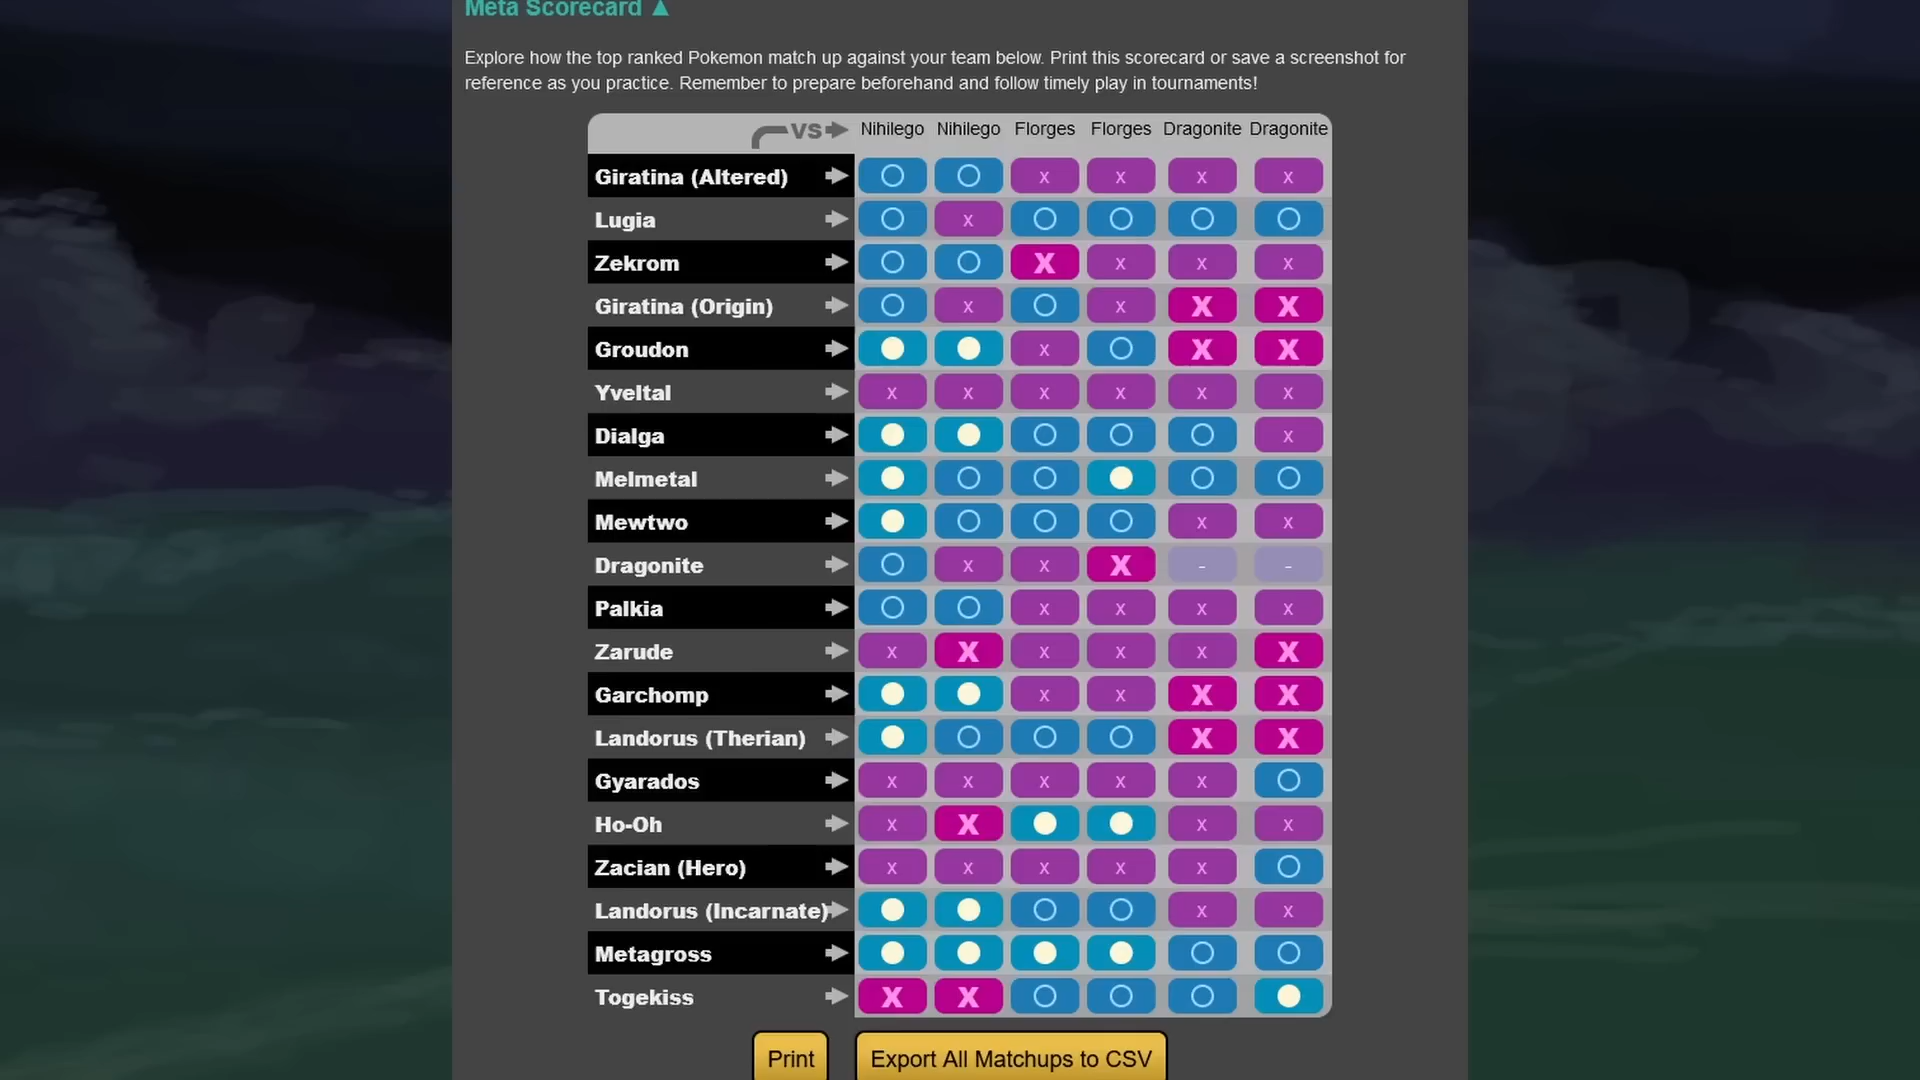 Meta Scorecard ▲
Explore how the top ranked Pokemon match up against your team below. Print this scorecard or save a screenshot for
reference as you practice. Remember to prepare beforehand and follow timely play in tournaments!
VS Nihilego Nihilego Florges Florges Dragonite Dragonite
Giratina (Altered) x x x x
Lugia x
Zekrom X x x x
Giratina (Origin) x x X X
Groudon x X X
Yveltal x x x x x x
Dialga x
Melmetal
Mewtwo x x
Dragonite x x X - -
Palkia x x x x
Zarude x X x x x X
Garchomp x x X X
Landorus (Therian) X X
Gyarados x x x x x
Ho-Oh x X x x
Zacian (Hero) x x x x x
Landorus (Incarnate) x x
Metagross
Togekiss X X
Print Export All Matchups to CSV